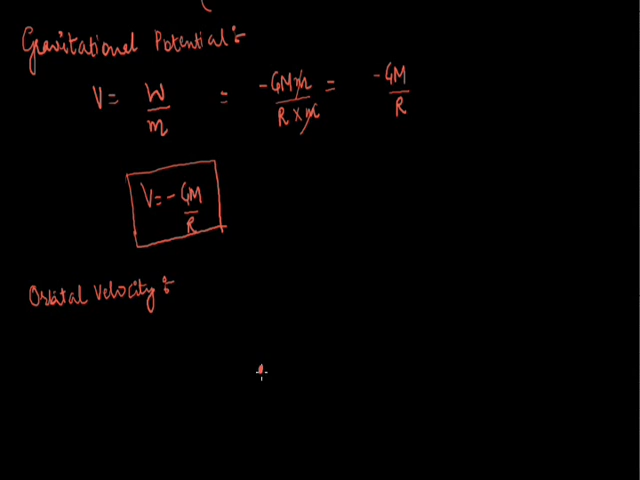 Gravitational Potential:-
V = W/m = -GMm/R×m = -GM/R
V = -GM/R
Orbital Velocity:-